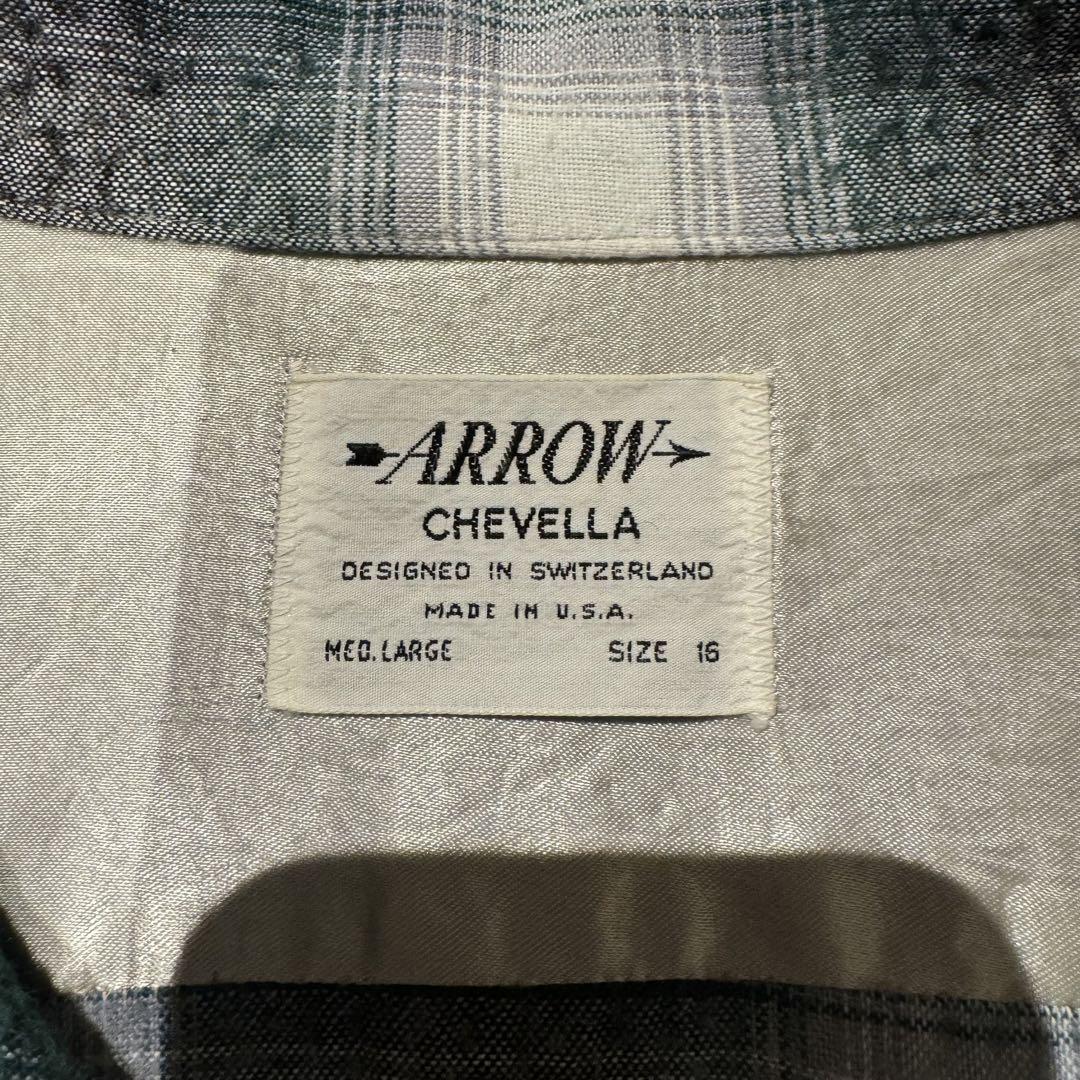 ARROW
CHEVELLA
DESIGNED IN SWITZERLAND
MADE IN U.S.A.
MED. LARGE SIZE 16